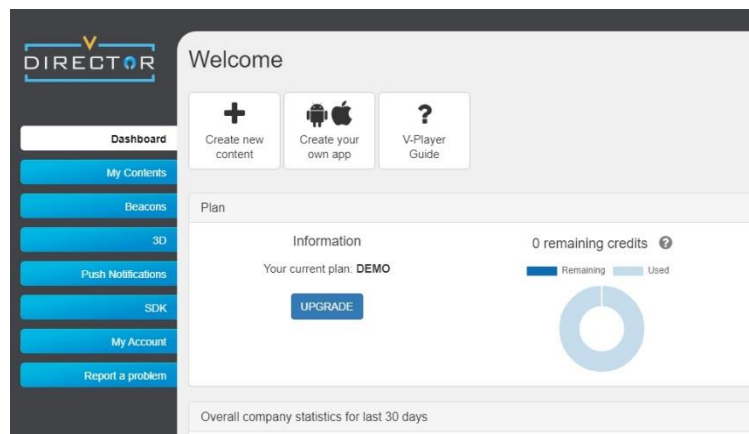 V
DIRECTOR
Dashboard
My Contents
Beacons
3D
Push Notifications
SDK
My Account
Report a problem
Welcome
Create new
content
Create your
own app
?
V-Player
Guide
Plan
Information
Your current plan: DEMO
UPGRADE
0 remaining credits ?
Remaining Used
Overall company statistics for last 30 days